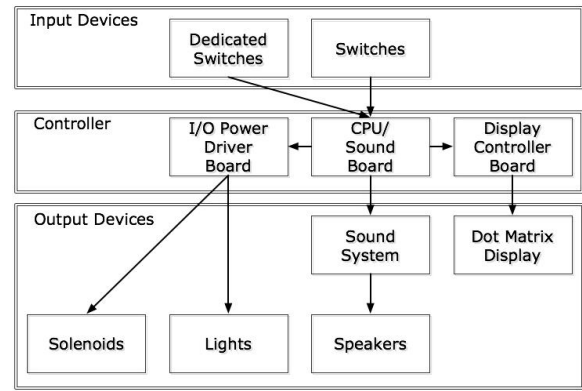 Input Devices
Dedicated
Switches
Switches
Controller
I/O Power
Driver
Board
CPU/
Sound
Board
Display
Controller
Board
Output Devices
Sound
System
Dot Matrix
Display
Solenoids
Lights
Speakers